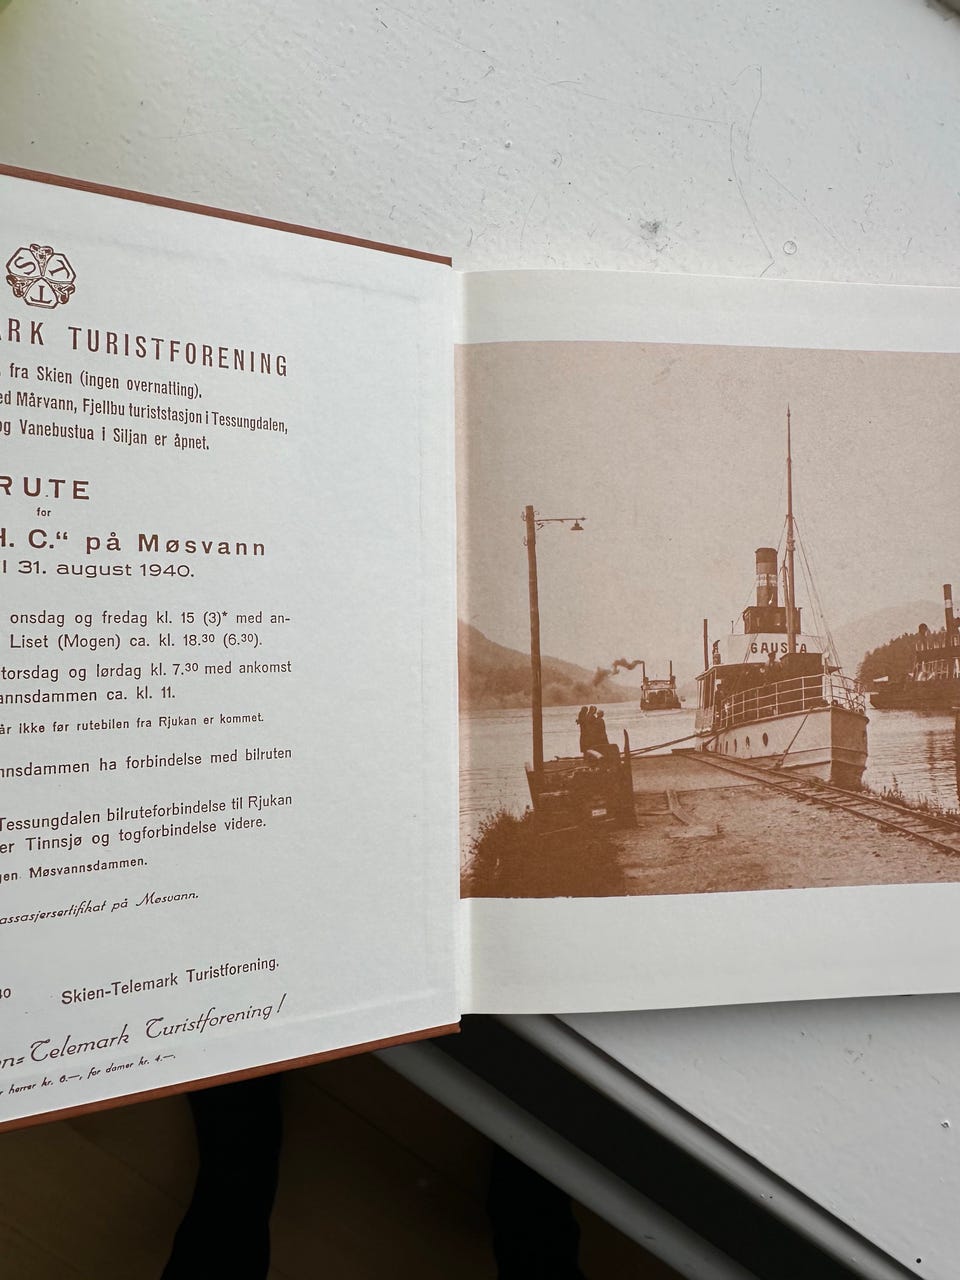 S T T
TURISTFORENING
fra Skien (ingen overnatting).
Mårvann, Fjellbu turiststasjon i Tessungdalen,
og Vanebustua i Siljan er åpnet.
RUTE
for
H. C.“ på Møsvann
31. august 1940.
onsdag og fredag kl. 15 (3)* med an-
Liset (Mogen) ca. kl. 18.30 (6.30).
torsdag og lørdag kl. 7.30 med ankomst
annsdammen ca. kl. 11.
år ikke før rutebilen fra Rjukan er kommet.
nnsdammen ha forbindelse med bilruten
Tessungdalen bilruteforbindelse til Rjukan
er Tinnsjø og togforbindelse videre.
gen Møsvannsdammen.
assasjersertifikat på Møsvann.
40 Skien-Telemark Turistforening.
en=Telemark Turistforening!
herrer kr. 6.—, for damer kr. 4.—.
GAUSTA